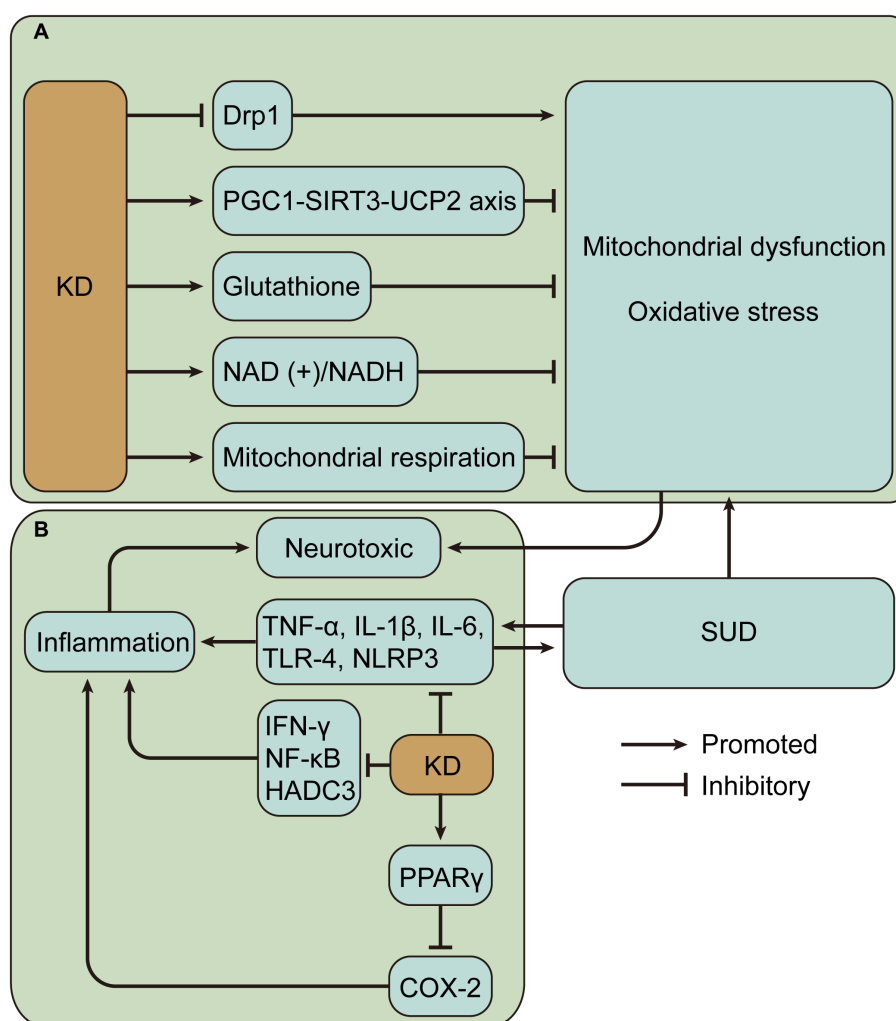 A
KD
Drp1
PGC1-SIRT3-UCP2 axis
Glutathione
NAD (+)/NADH
Mitochondrial respiration
Mitochondrial dysfunction
Oxidative stress
B
Neurotoxic
Inflammation
TNF-α, IL-1β, IL-6,
TLR-4, NLRP3
SUD
IFN-γ
NF-κB
HADC3
KD
PPARγ
COX-2
Promoted
Inhibitory